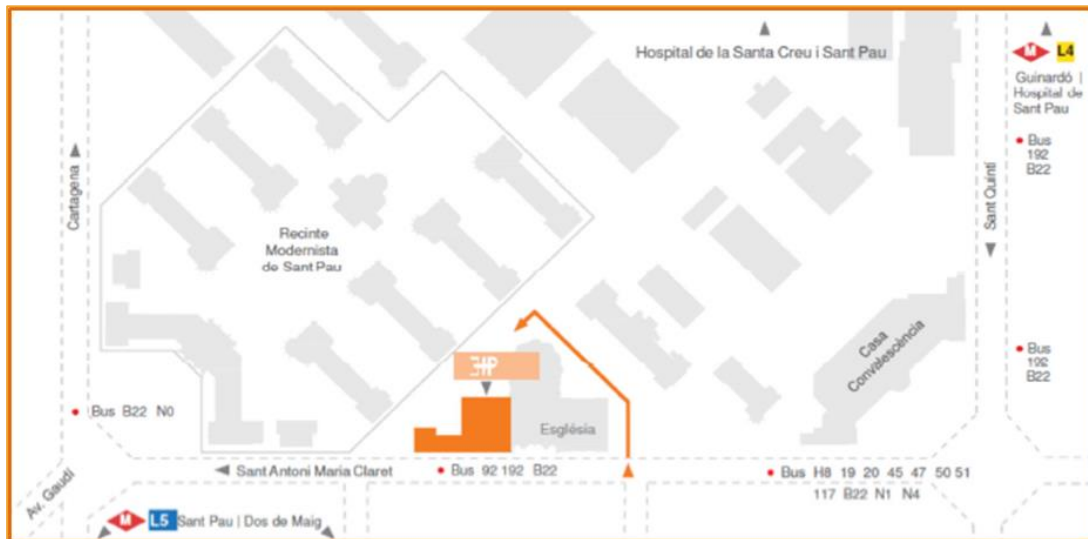 Hospital de la Santa Creu i Sant Pau
M L4
Guinardó |
Hospital de
Sant Pau
Bus
192
B22
Cartagena
Sant Quintí
Recinte
Modernista
de Sant Pau
Casa
Convalescència
Bus
192
B22
Bus B22 N0
Església
Sant Antoni Maria Claret
Bus 92 192 B22
Bus H8 19 20 45 47 50 51
117 B22 N1 N4
Av. Gaudí
M L5 Sant Pau | Dos de Maig